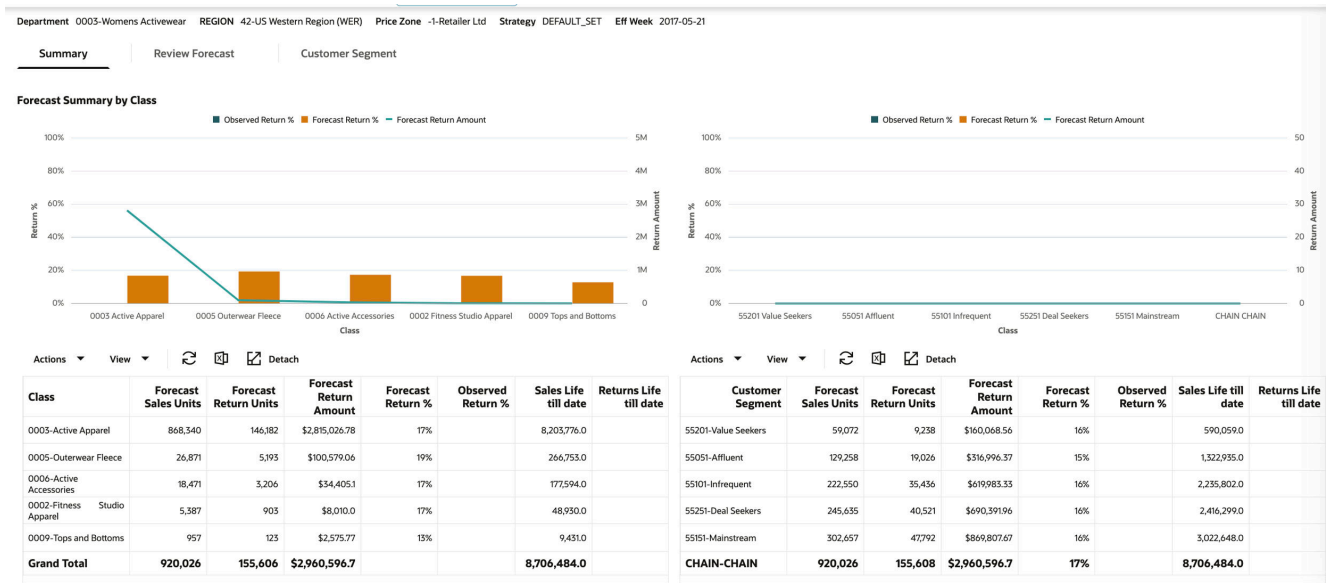 Department 0003-Womens Activewear REGION 42-US Western Region (WER) Price Zone -1-Retailer Ltd Strategy DEFAULT_SET Eff Week 2017-05-21
Summary Review Forecast Customer Segment
Forecast Summary by Class
Observed Return % Forecast Return % Forecast Return Amount
100% 5M
80% 4M
60% 3M
40% 2M
20% 1M
0% 0
Return %
Return Amount
0003 Active Apparel 0005 Outerwear Fleece 0006 Active Accessories 0002 Fitness Studio Apparel 0009 Tops and Bottoms
Class
Observed Return % Forecast Return % Forecast Return Amount
100% 50
80% 40
60% 30
40% 20
20% 10
0% 0
Return %
Return Amount
55201 Value Seekers 55051 Affluent 55101 Infrequent 55251 Deal Seekers 55151 Mainstream CHAIN CHAIN
Class
Actions View Detach
Class Forecast Sales Units Forecast Return Units Forecast Return Amount Forecast Return % Observed Return % Sales Life till date Returns Life till date
0003-Active Apparel 868,340 146,182 $2,815,026.78 17% 8,203,776.0
0005-Outerwear Fleece 26,871 5,193 $100,579.06 19% 266,753.0
0006-Active Accessories 18,471 3,206 $34,405.1 17% 177,594.0
0002-Fitness Studio Apparel 5,387 903 $8,010.0 17% 48,930.0
0009-Tops and Bottoms 957 123 $2,575.77 13% 9,431.0
Grand Total 920,026 155,606 $2,960,596.7 8,706,484.0
Actions View Detach
Customer Segment Forecast Sales Units Forecast Return Units Forecast Return Amount Forecast Return % Observed Return % Sales Life till date Returns Life till date
55201-Value Seekers 59,072 9,238 $160,068.56 16% 590,059.0
55051-Affluent 129,258 19,026 $316,996.37 15% 1,322,935.0
55101-Infrequent 222,550 35,436 $619,983.33 16% 2,235,802.0
55251-Deal Seekers 245,635 40,521 $690,391.96 16% 2,416,299.0
55151-Mainstream 302,657 47,792 $869,807.67 16% 3,022,648.0
CHAIN-CHAIN 920,026 155,608 $2,960,596.7 17% 8,706,484.0